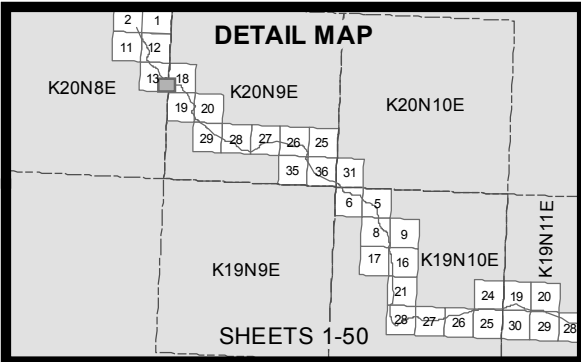 2 1
DETAIL MAP
11 12
13 18
K20N8E
K20N9E
K20N10E
19 20
29 28 27 26 25
35 36 31
6 5
8 9
K19N11E
17 16
K19N10E
K19N9E
21
24 19 20
28 27 26 25 30 29 28
SHEETS 1-50